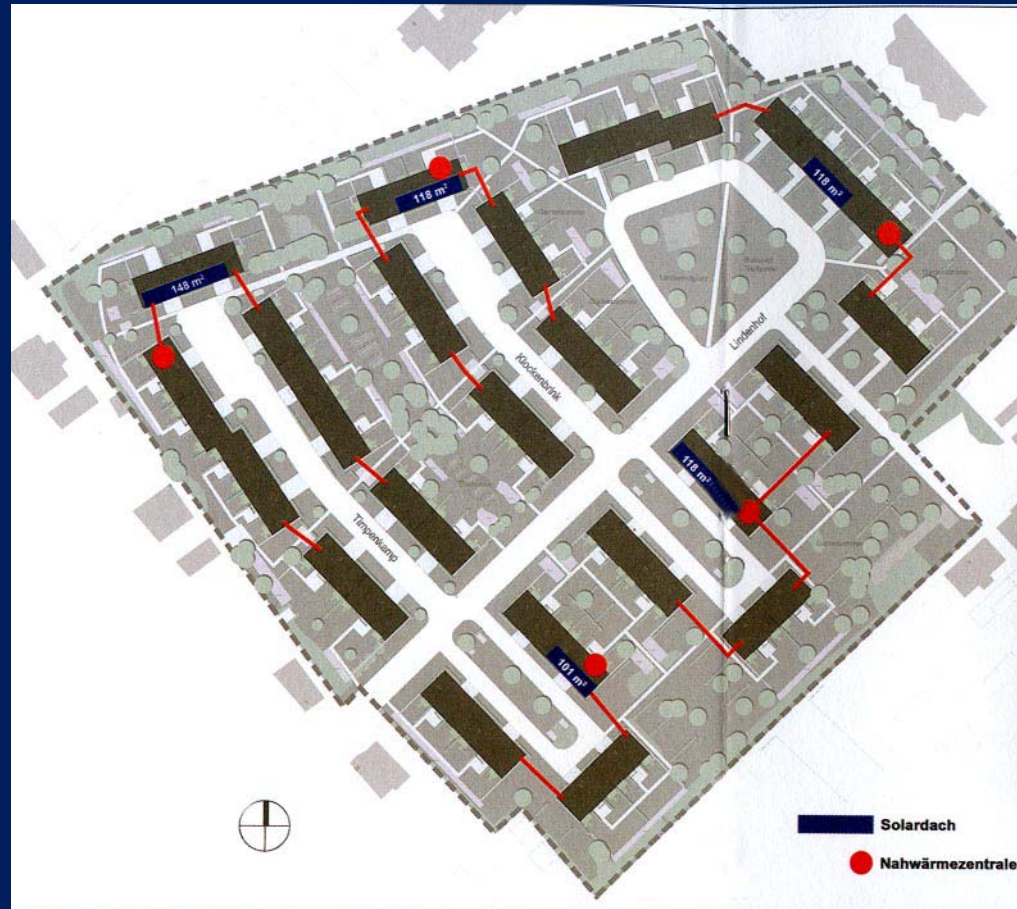 118 m²
118 m²
148 m²
Lindenhof
Klockenbrink
118 m²
Timpenkamp
101 m²
Solardach
Nahwärmezentrale